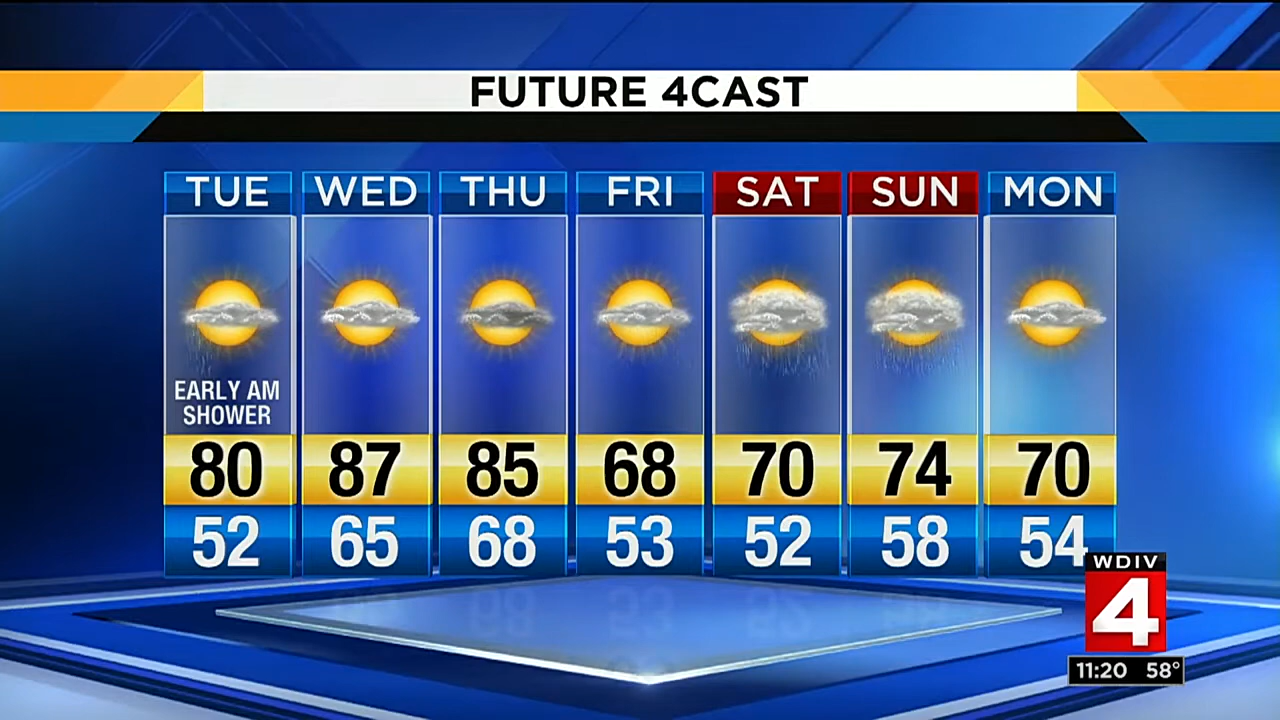 FUTURE 4CAST
TUE WED THU FRI SAT SUN MON
EARLY AM
SHOWER
80 87 85 68 70 74 70
52 65 68 53 52 58 54
WDIV
4
11:20 58°